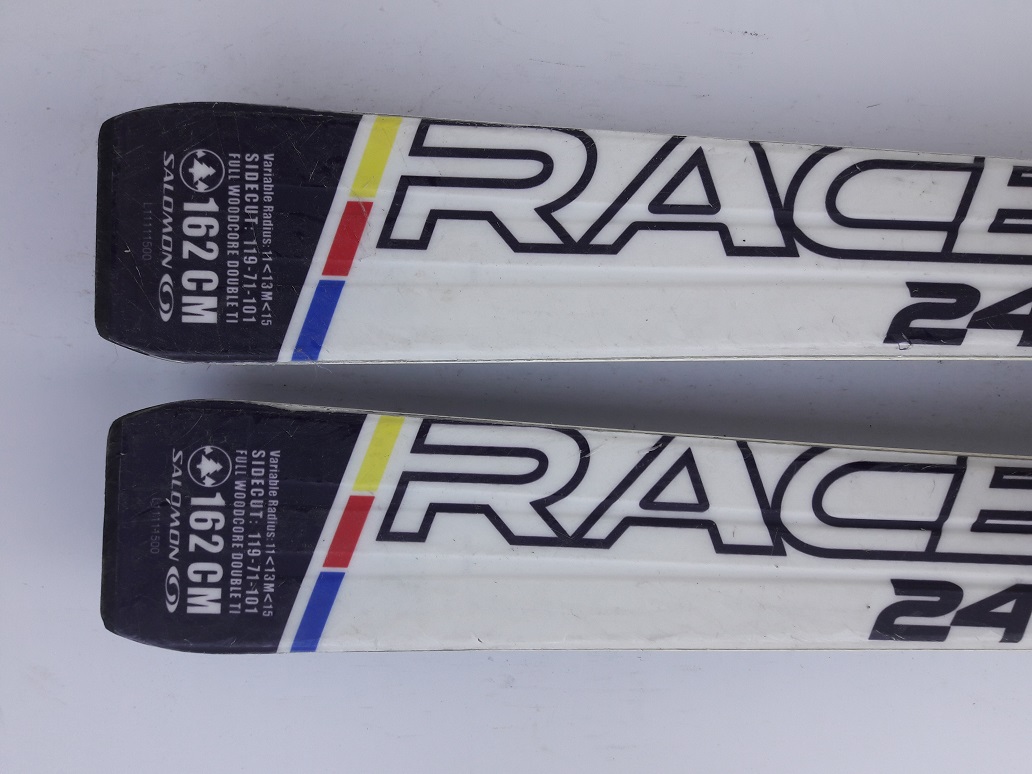 RACE
24
Variable Radius: 11<13M<15
SIDECUT: 119-71-101
FULL WOODCORE DOUBLE TI
162 CM
SALOMON
L11110500
RACE
24
Variable Radius: 11<13M<15
SIDECUT: 119-71-101
FULL WOODCORE DOUBLE TI
162 CM
SALOMON